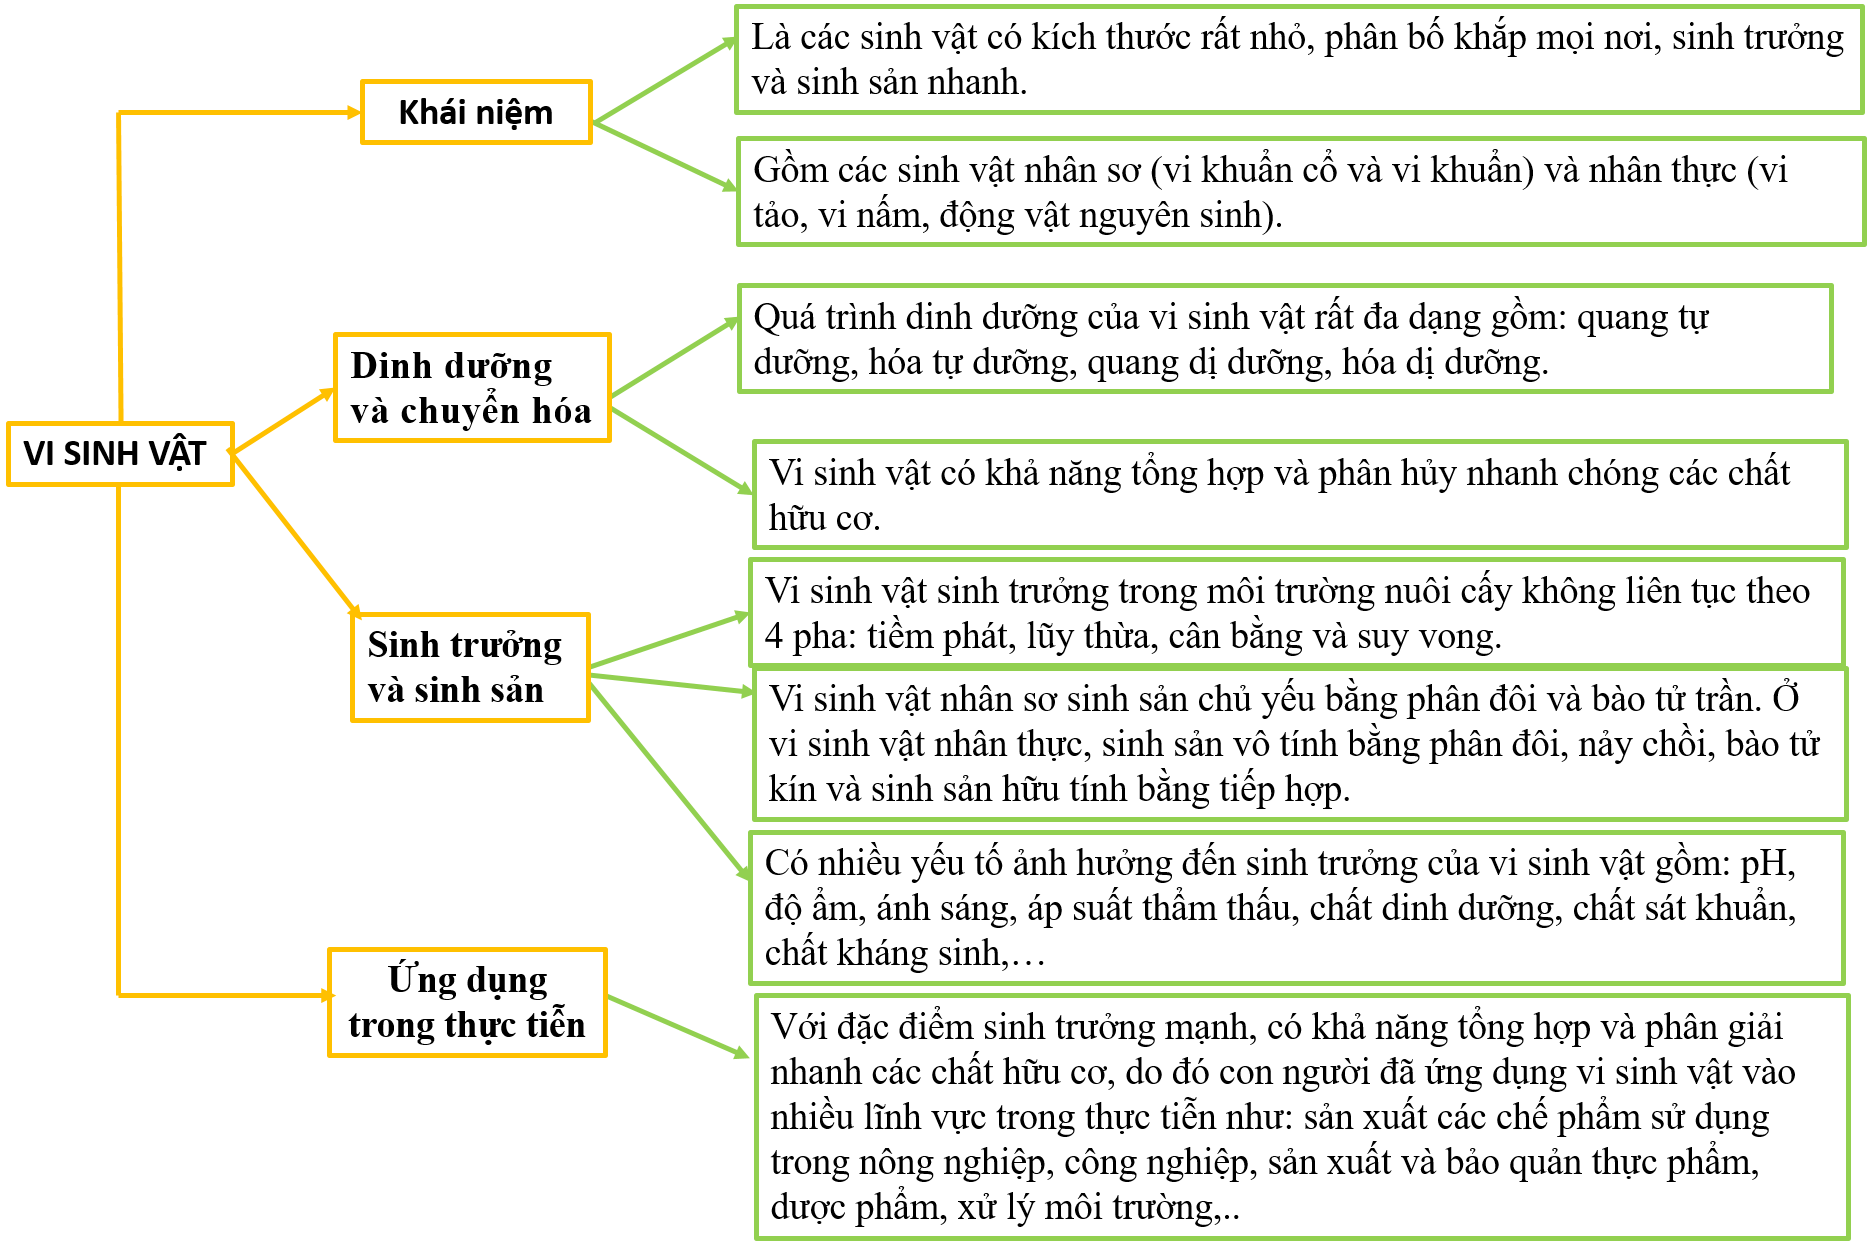 VI SINH VẬT
Khái niệm
Là các sinh vật có kích thước rất nhỏ, phân bố khắp mọi nơi, sinh trưởng
và sinh sản nhanh.
Gồm các sinh vật nhân sơ (vi khuẩn cổ và vi khuẩn) và nhân thực (vi
tảo, vi nấm, động vật nguyên sinh).
Dinh dưỡng
và chuyển hóa
Quá trình dinh dưỡng của vi sinh vật rất đa dạng gồm: quang tự
dưỡng, hóa tự dưỡng, quang dị dưỡng, hóa dị dưỡng.
Vi sinh vật có khả năng tổng hợp và phân hủy nhanh chóng các chất
hữu cơ.
Sinh trưởng
và sinh sản
Vi sinh vật sinh trưởng trong môi trường nuôi cấy không liên tục theo
4 pha: tiềm phát, lũy thừa, cân bằng và suy vong.
Vi sinh vật nhân sơ sinh sản chủ yếu bằng phân đôi và bào tử trần. Ở
vi sinh vật nhân thực, sinh sản vô tính bằng phân đôi, nảy chồi, bào tử
kín và sinh sản hữu tính bằng tiếp hợp.
Có nhiều yếu tố ảnh hưởng đến sinh trưởng của vi sinh vật gồm: pH,
độ ẩm, ánh sáng, áp suất thẩm thấu, chất dinh dưỡng, chất sát khuẩn,
chất kháng sinh,…
Ứng dụng
trong thực tiễn
Với đặc điểm sinh trưởng mạnh, có khả năng tổng hợp và phân giải
nhanh các chất hữu cơ, do đó con người đã ứng dụng vi sinh vật vào
nhiều lĩnh vực trong thực tiễn như: sản xuất các chế phẩm sử dụng
trong nông nghiệp, công nghiệp, sản xuất và bảo quản thực phẩm,
dược phẩm, xử lý môi trường,..